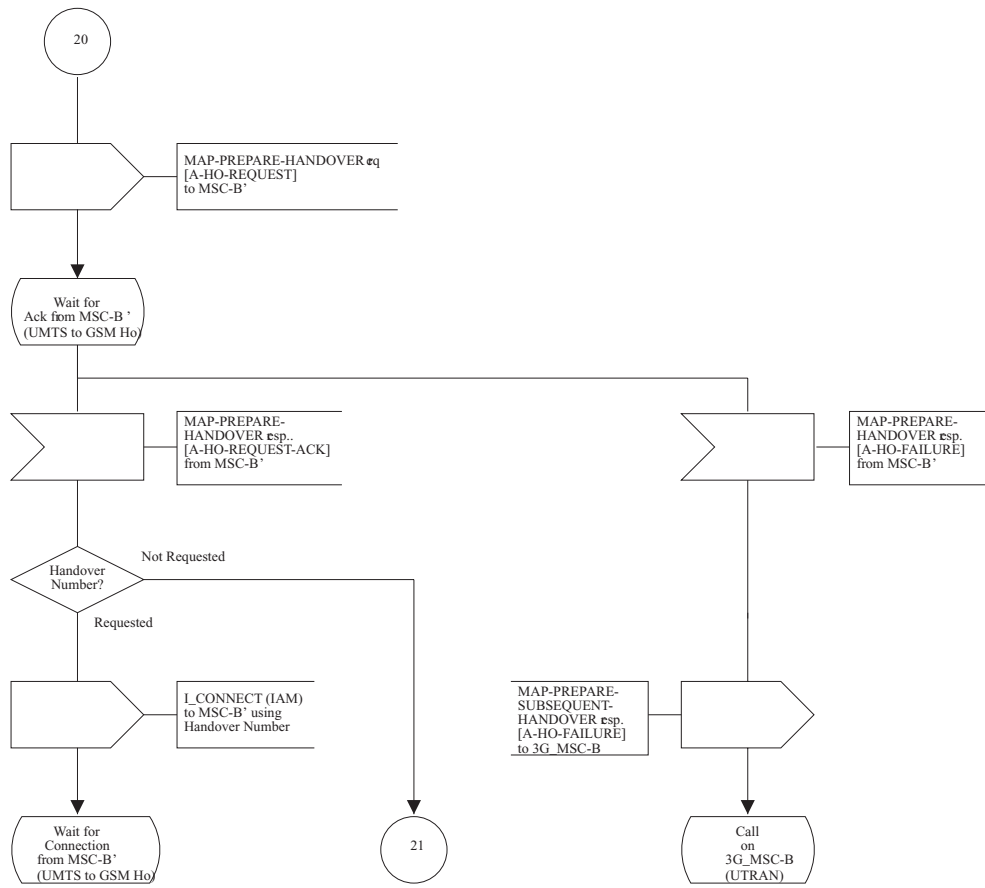 20
MAP-PREPARE-HANDOVER req
[A-HO-REQUEST]
to MSC-B’
Wait for
Ack from MSC-B ’
(UMTS to GSM Ho)
MAP-PREPARE-
HANDOVER resp..
[A-HO-REQUEST-ACK]
from MSC-B’
MAP-PREPARE-
HANDOVER resp.
[A-HO-FAILURE]
from MSC-B’
Handover
Number?
Not Requested
Requested
I_CONNECT (IAM)
to MSC-B’ using
Handover Number
MAP-PREPARE-
SUBSEQUENT-
HANDOVER resp.
[A-HO-FAILURE]
to 3G_MSC-B
Wait for
Connection
from MSC-B’
(UMTS to GSM Ho)
21
Call
on
3G_MSC-B
(UTRAN)